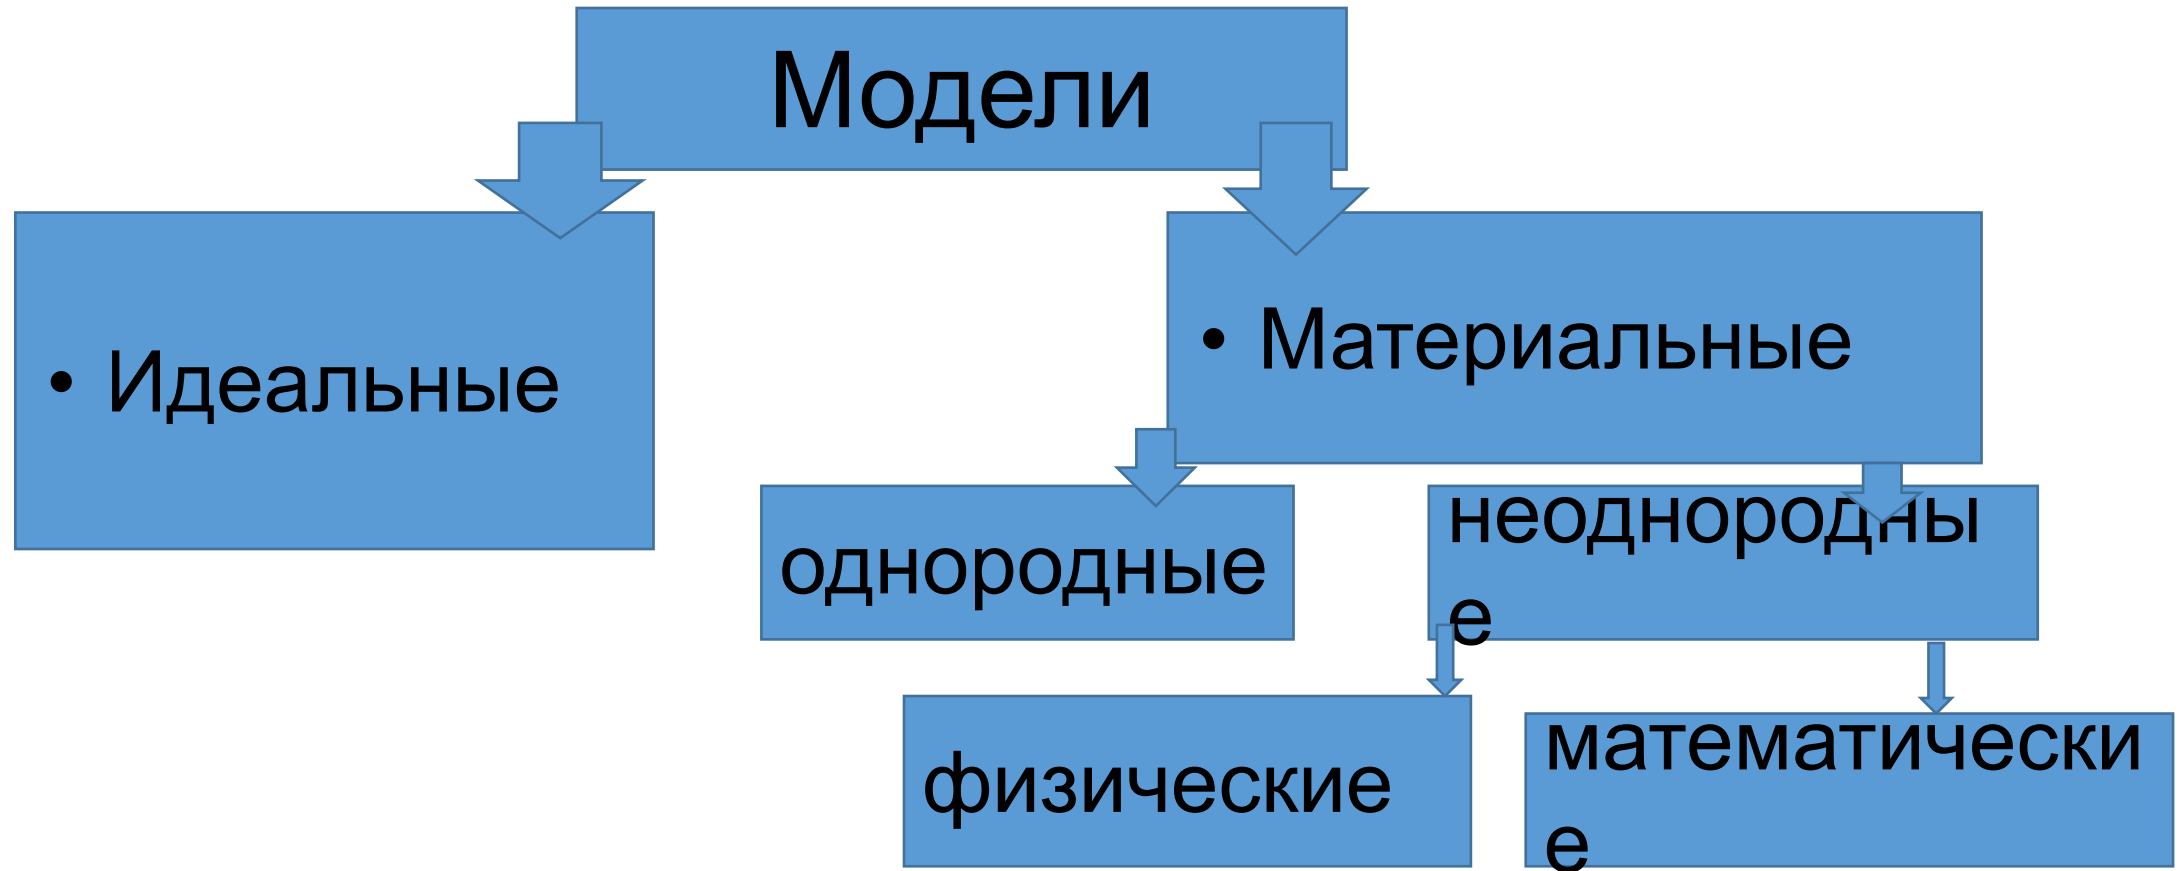 Модели
• Идеальные
• Материальные
однородные
неоднородны
е
физические
математически
е